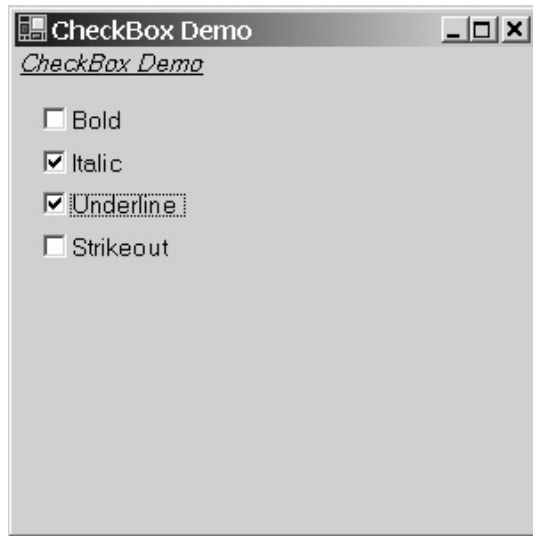 CheckBox Demo
CheckBox Demo
Bold
Italic
Underline
Strikeout